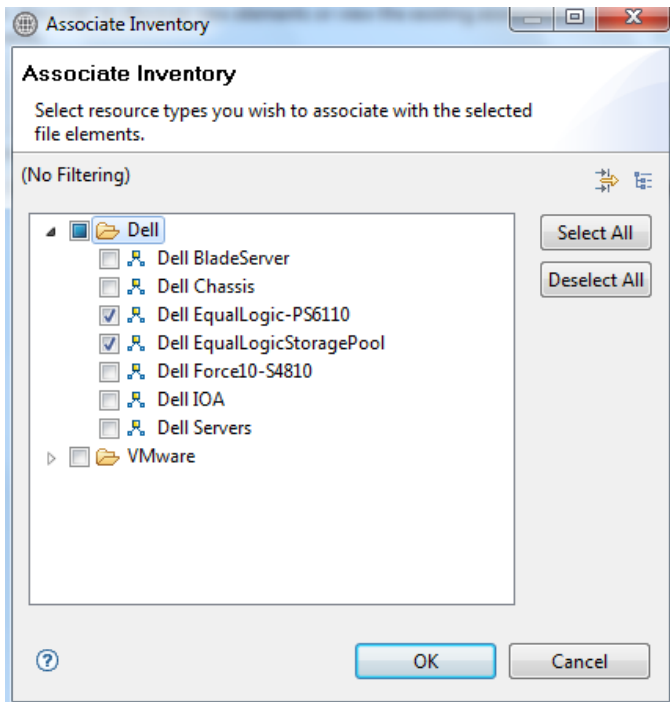 Associate Inventory
Associate Inventory
Select resource types you wish to associate with the selected
file elements.
(No Filtering)
Dell
Select All
Dell BladeServer
Dell Chassis
Deselect All
Dell EqualLogic-PS6110
Dell EqualLogicStoragePool
Dell Force10-S4810
Dell IOA
Dell Servers
VMware
OK
Cancel